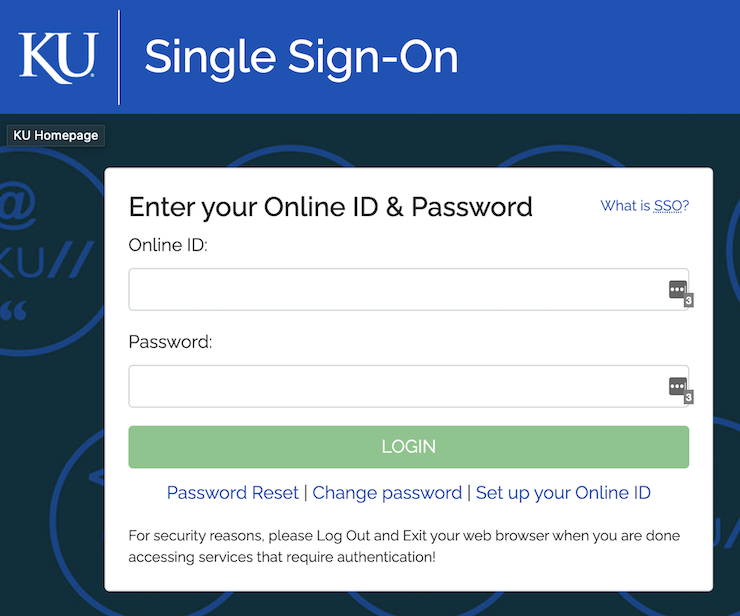 KU
Single Sign-On
KU Homepage
@
KU//
“
Enter your Online ID & Password
What is SSO?
Online ID:
3
Password:
3
LOGIN
Password Reset | Change password | Set up your Online ID
For security reasons, please Log Out and Exit your web browser when you are done
accessing services that require authentication!